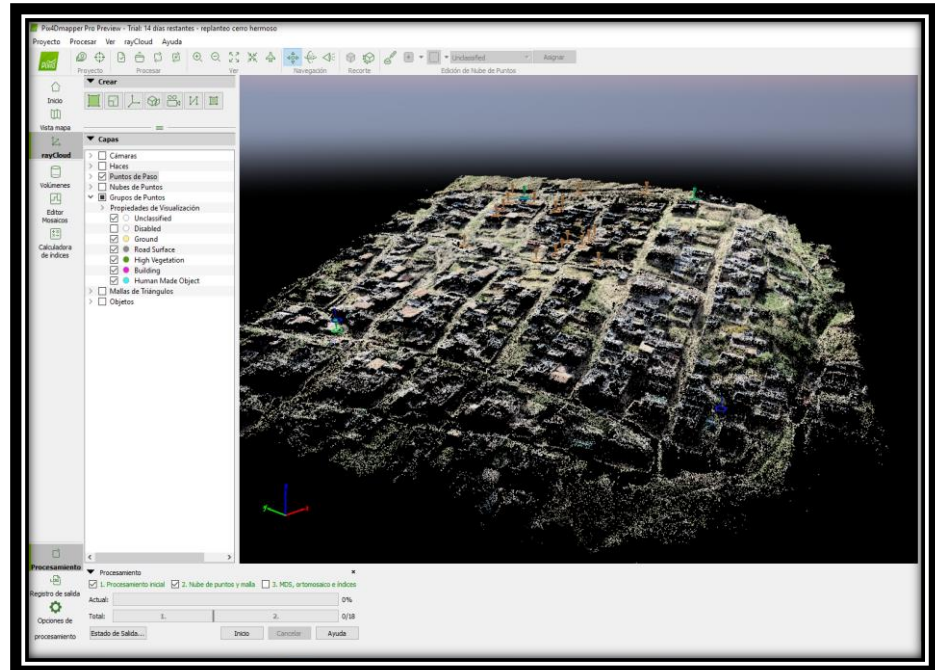 Pix4Dmapper Pro Preview - Trial: 14 días restantes - replanteo cerro hermoso
Proyecto Procesar Ver rayCloud Ayuda
Unclassified Asignar
Proyecto Procesar Ver Navegación Recorte Edición de Nube de Puntos
Inicio
Vista mapa
rayCloud
Volúmenes
Editor
Mosaicos
Calculadora
de índices
Crear
Capas
Cámaras
Haces
Puntos de Paso
Nubes de Puntos
Grupos de Puntos
Propiedades de Visualización
Unclassified
Disabled
Ground
Road Surface
High Vegetation
Building
Human Made Object
Mallas de Triángulos
Objetos
Procesamiento
Registro de salida
Opciones de
procesamiento
Procesamiento
1. Procesamiento inicial 2. Nube de puntos y malla 3. MDS, ortomosaico e índices
Actual: 0%
Total: 1. 2. 0/18
Estado de Salida... Inicio Cancelar Ayuda